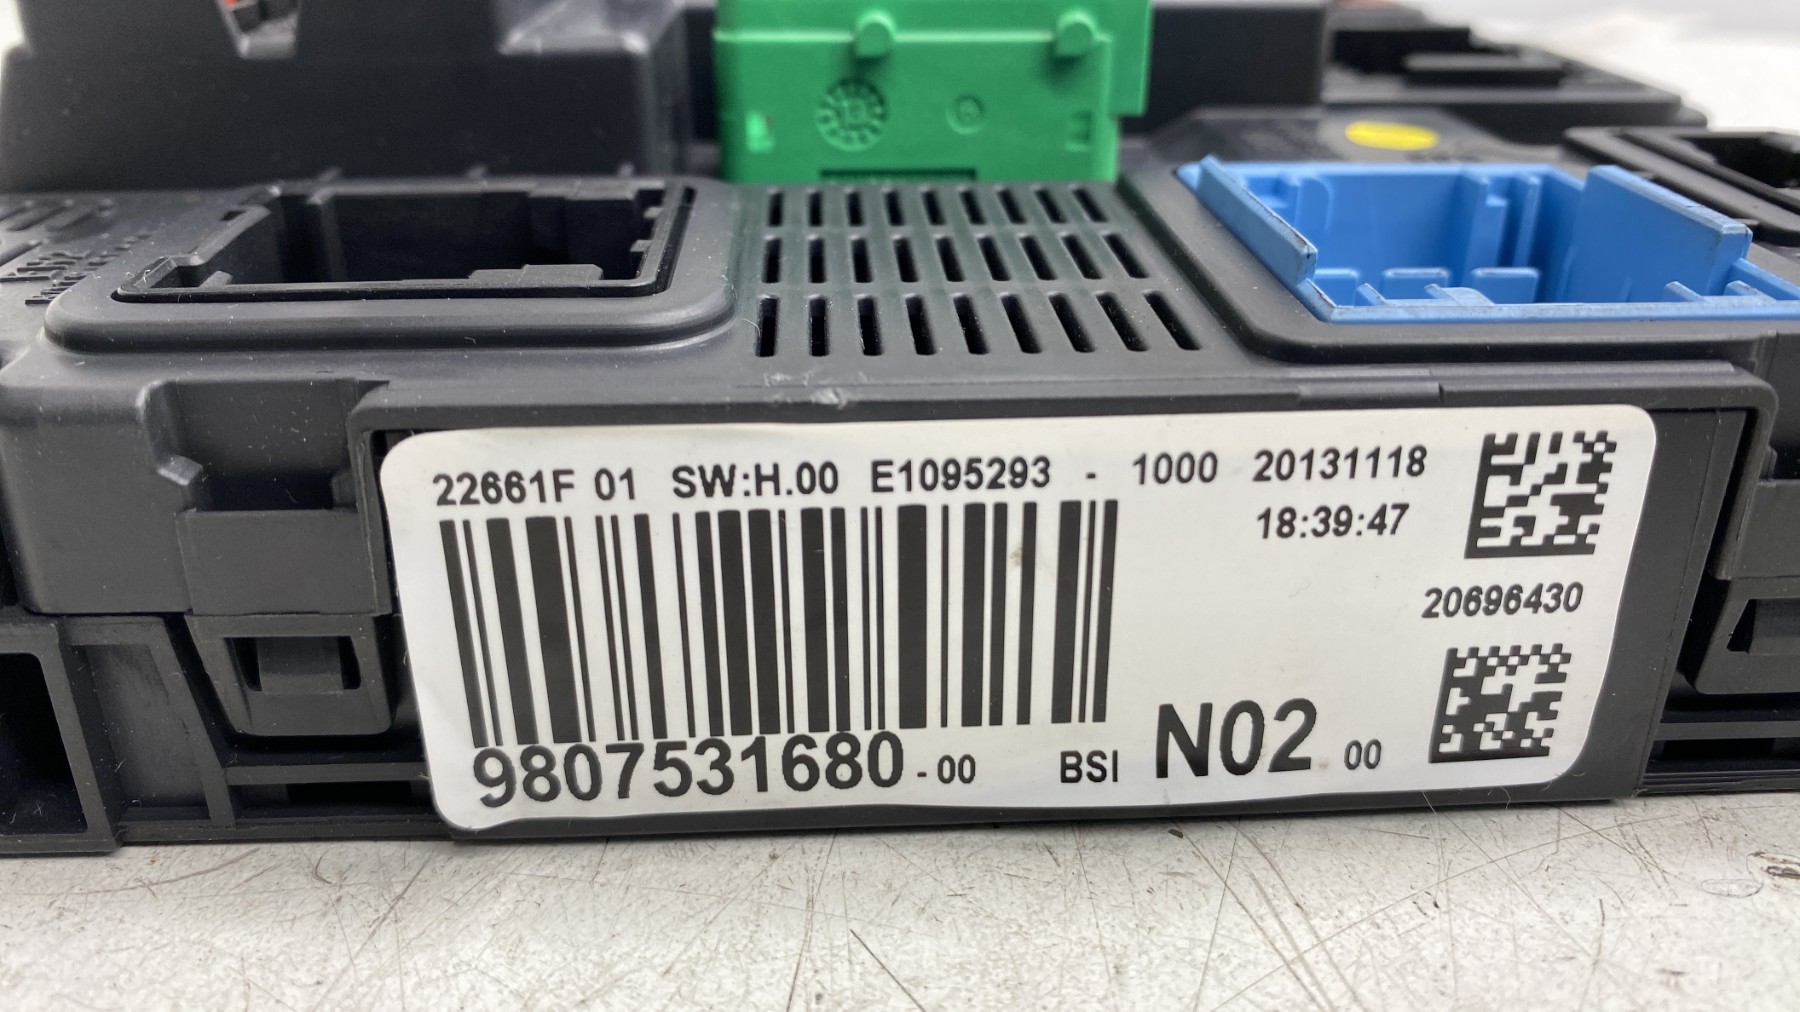 22661F 01 SW:H.00 E1095293 - 1000 20131118
18:39:47
20696430
9807531680-00 BSI N02 00